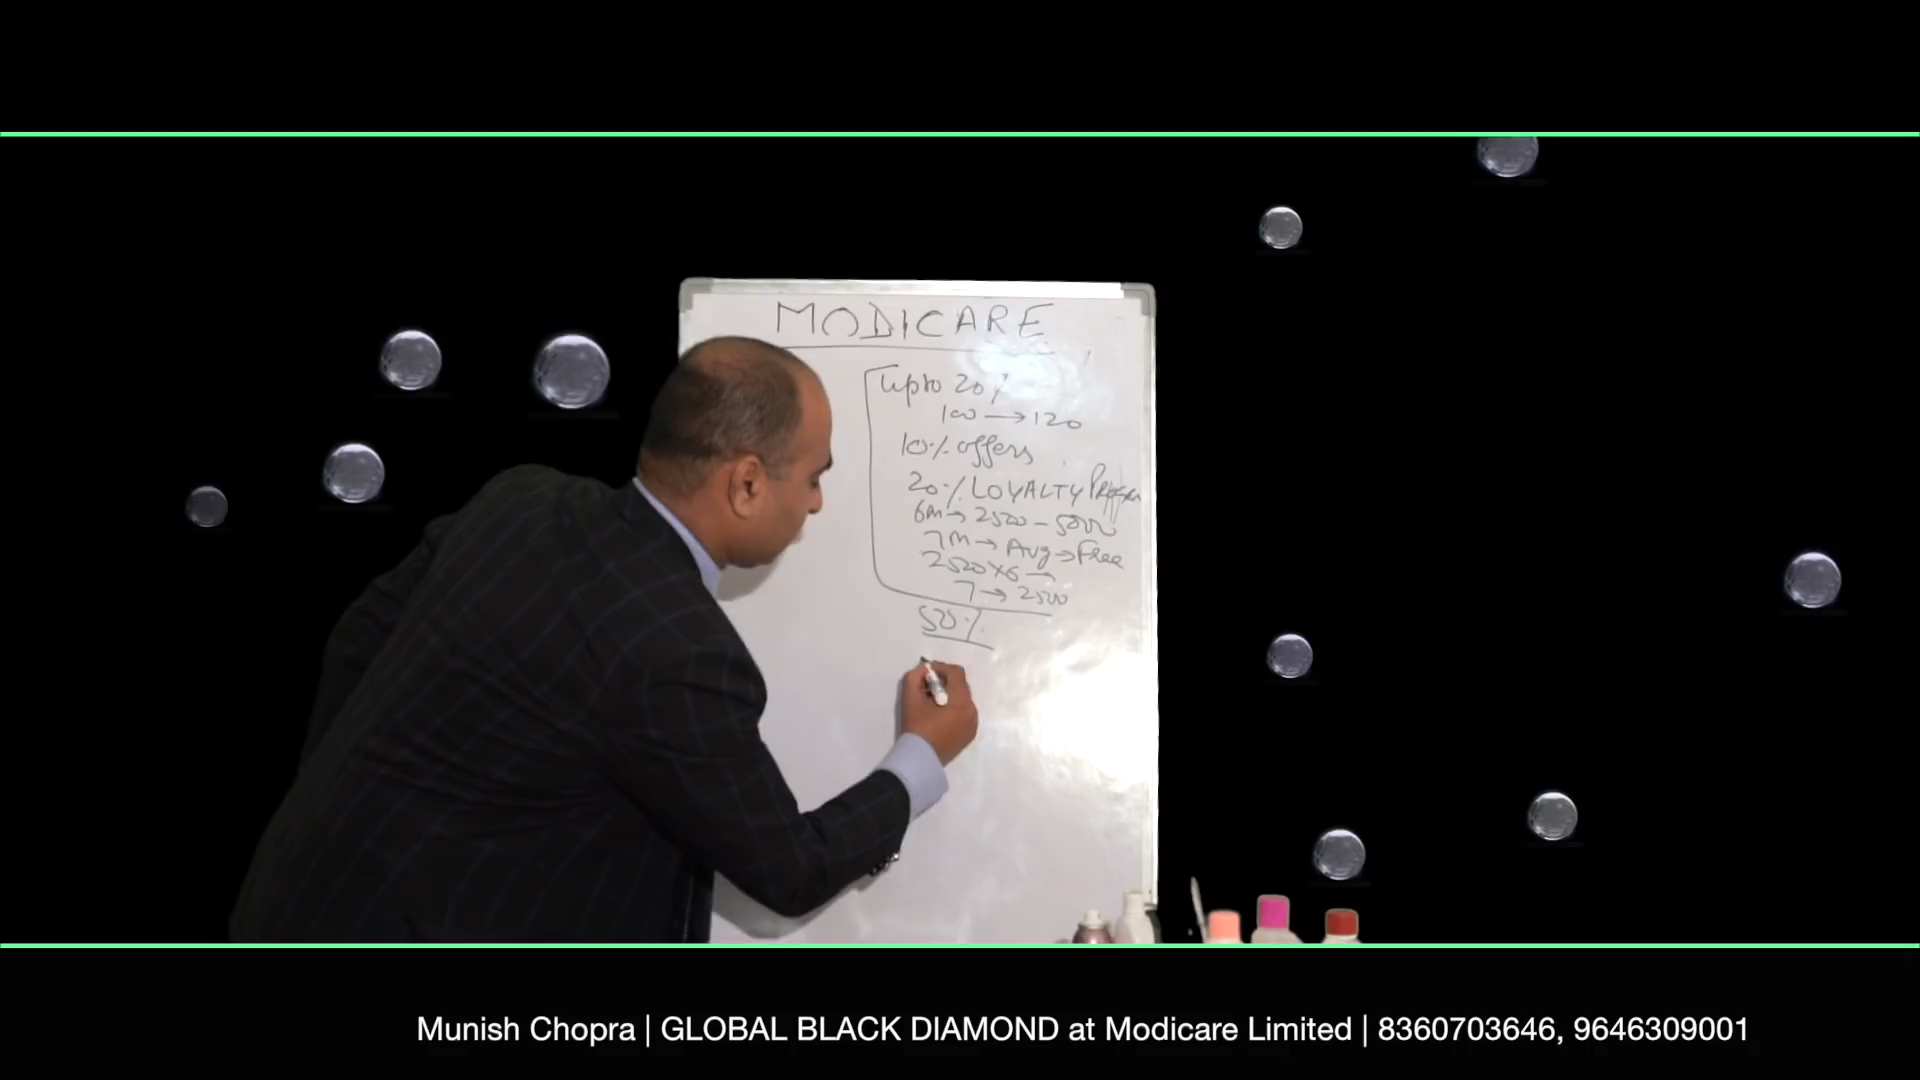 MODICARE
Upto 20%
100 → 120
10% offers
20% LOYALTY
6M → 2500 - 5000
7M → Avg → Free
2500 x 6 →
7 → 2500
50%
Munish Chopra | GLOBAL BLACK DIAMOND at Modicare Limited | 8360703646, 9646309001